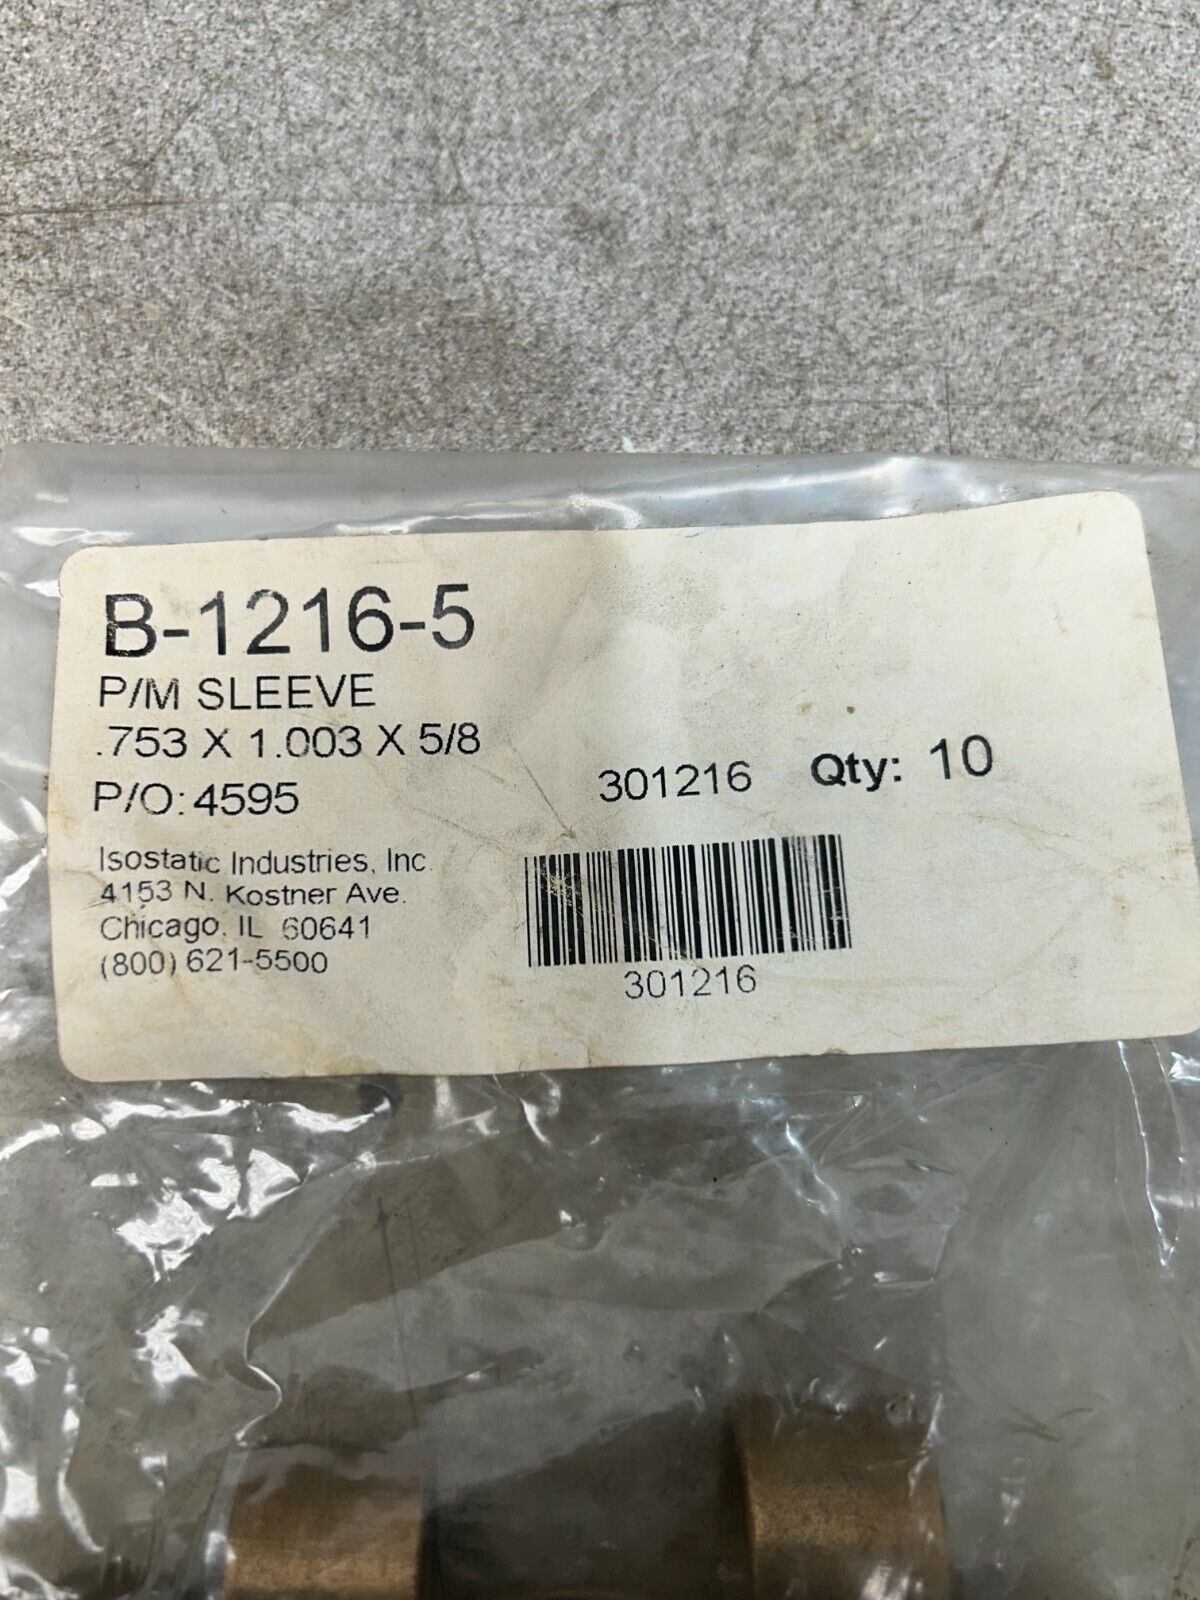 B-1216-5
P/M SLEEVE
.753 X 1.003 X 5/8
P/O: 4595
301216 Qty: 10
Isostatic Industries, Inc.
4153 N. Kostner Ave.
Chicago, IL 60641
(800) 621-5500
301216